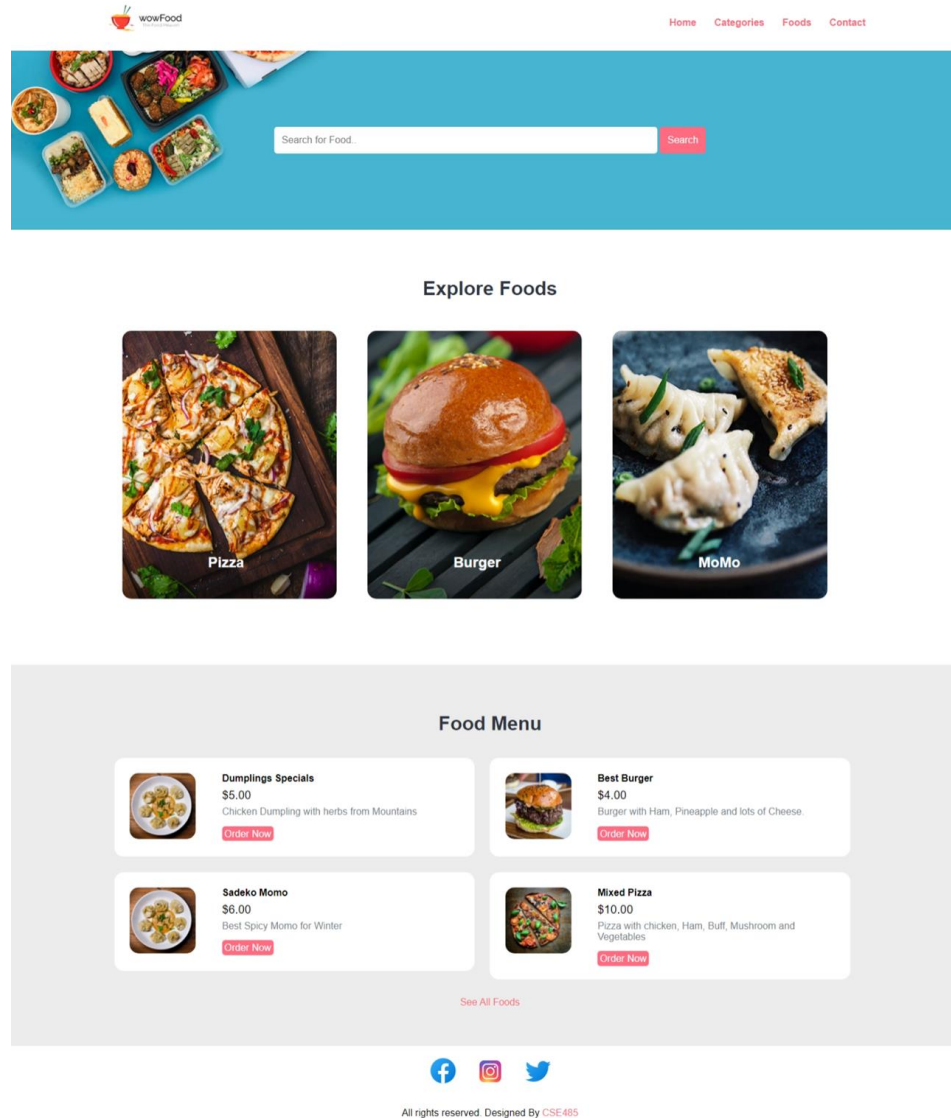 wowFood
Home Categories Foods Contact
Search for Food..
Search
Explore Foods
Pizza
Burger
MoMo
Food Menu
Dumplings Specials
$5.00
Chicken Dumpling with herbs from Mountains
Order Now
Best Burger
$4.00
Burger with Ham, Pineapple and lots of Cheese.
Order Now
Sadeko Momo
$6.00
Best Spicy Momo for Winter
Order Now
Mixed Pizza
$10.00
Pizza with chicken, Ham, Buff, Mushroom and
Vegetables
Order Now
See All Foods
All rights reserved. Designed By CSE485